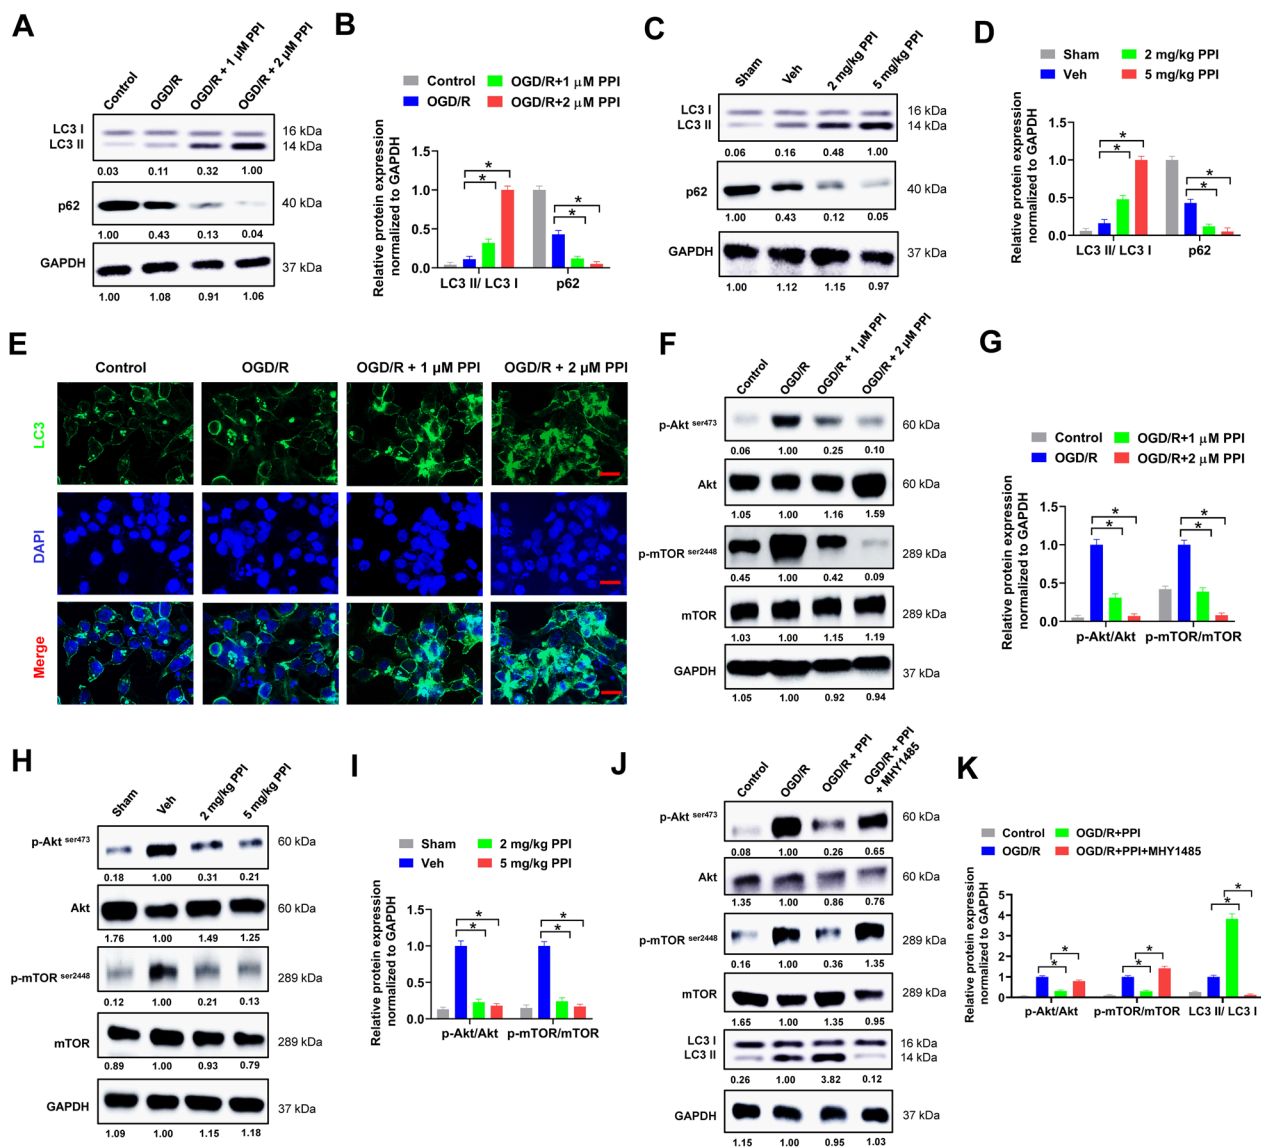 A
Control
OGD/R
OGD/R + 1 µM PPI
OGD/R + 2 µM PPI
LC3 I
16 kDa
LC3 II
14 kDa
0.03 0.11 0.32 1.00
p62
40 kDa
1.00 0.43 0.13 0.04
GAPDH
37 kDa
1.00 1.08 0.91 1.06
B
Control OGD/R+1 µM PPI
OGD/R OGD/R+2 µM PPI
Relative protein expression
normalized to GAPDH
1.5
1.0
0.5
0.0
LC3 II/ LC3 I p62
* * * *
C
Sham
Veh
2 mg/kg PPI
5 mg/kg PPI
LC3 I
16 kDa
LC3 II
14 kDa
0.06 0.16 0.48 1.00
p62
40 kDa
1.00 0.43 0.12 0.05
GAPDH
37 kDa
1.00 1.12 1.15 0.97
D
Sham 2 mg/kg PPI
Veh 5 mg/kg PPI
Relative protein expression
normalized to GAPDH
1.5
1.0
0.5
0.0
LC3 II/ LC3 I p62
* * * *
E
Control OGD/R OGD/R + 1 µM PPI OGD/R + 2 µM PPI
LC3
DAPI
Merge
F
Control
OGD/R
OGD/R + 1 µM PPI
OGD/R + 2 µM PPI
p-Akt ser473
60 kDa
0.06 1.00 0.25 0.10
Akt
60 kDa
1.05 1.00 1.16 1.59
p-mTOR ser2448
289 kDa
0.45 1.00 0.42 0.09
mTOR
289 kDa
1.03 1.00 1.15 1.19
GAPDH
37 kDa
1.05 1.00 0.92 0.94
G
Control OGD/R+1 µM PPI
OGD/R OGD/R+2 µM PPI
Relative protein expression
normalized to GAPDH
1.5
1.0
0.5
0.0
p-Akt/Akt p-mTOR/mTOR
* * * *
H
Sham
Veh
2 mg/kg PPI
5 mg/kg PPI
p-Akt ser473
60 kDa
0.18 1.00 0.31 0.21
Akt
60 kDa
1.76 1.00 1.49 1.25
p-mTOR ser2448
289 kDa
0.12 1.00 0.21 0.13
mTOR
289 kDa
0.89 1.00 0.93 0.79
GAPDH
37 kDa
1.09 1.00 1.15 1.18
I
Sham 2 mg/kg PPI
Veh 5 mg/kg PPI
Relative protein expression
normalized to GAPDH
1.5
1.0
0.5
0.0
p-Akt/Akt p-mTOR/mTOR
* * * *
J
Control
OGD/R
OGD/R + PPI
OGD/R + PPI
+ MHY1485
p-Akt ser473
60 kDa
0.08 1.00 0.26 0.65
Akt
60 kDa
1.35 1.00 0.86 0.76
p-mTOR ser2448
289 kDa
0.16 1.00 0.36 1.35
mTOR
289 kDa
1.65 1.00 1.35 0.95
LC3 I
16 kDa
LC3 II
14 kDa
0.26 1.00 3.82 0.12
GAPDH
37 kDa
1.15 1.00 0.95 1.03
K
Control OGD/R+PPI
OGD/R OGD/R+PPI+MHY1485
Relative protein expression
normalized to GAPDH
5
4
3
2
1
0
p-Akt/Akt p-mTOR/mTOR LC3 II/ LC3 I
* * * * * *